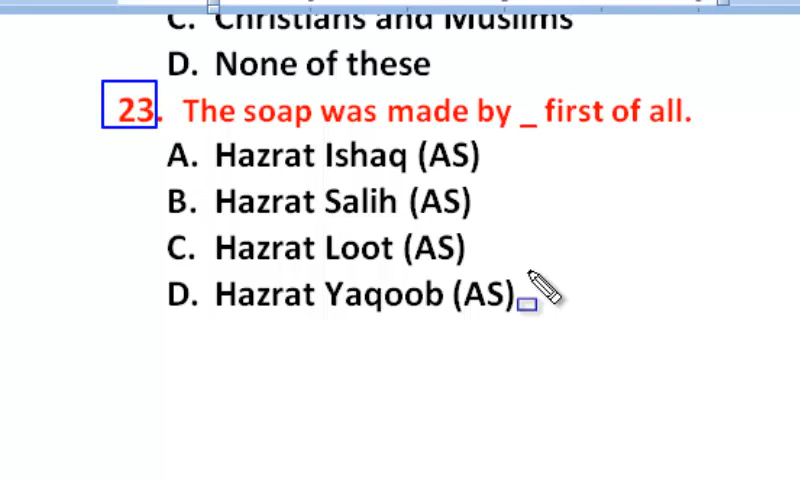 C. Christians and Muslims
D. None of these
23. The soap was made by _ first of all.
A. Hazrat Ishaq (AS)
B. Hazrat Salih (AS)
C. Hazrat Loot (AS)
D. Hazrat Yaqoob (AS)